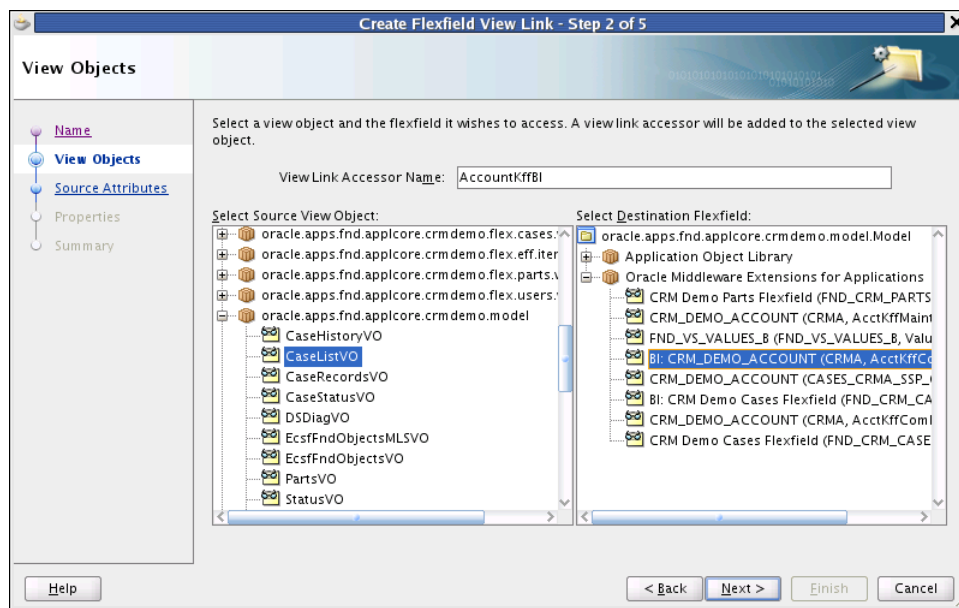 Create Flexfield View Link - Step 2 of 5
View Objects
Name
View Objects
Source Attributes
Properties
Summary
Select a view object and the flexfield it wishes to access. A view link accessor will be added to the selected view
object.
View Link Accessor Name: AccountKffBI
Select Source View Object:
oracle.apps.fnd.applcore.crmdemo.flex.cases.
oracle.apps.fnd.applcore.crmdemo.flex.eff.iter
oracle.apps.fnd.applcore.crmdemo.flex.parts.
oracle.apps.fnd.applcore.crmdemo.flex.users.
oracle.apps.fnd.applcore.crmdemo.model
CaseHistoryVO
CaseListVO
CaseRecordsVO
CaseStatusVO
DSDiagVO
EcsfFndObjectsMLSVO
EcsfFndObjectsVO
PartsVO
StatusVO
Select Destination Flexfield:
oracle.apps.fnd.applcore.crmdemo.model.Model
Application Object Library
Oracle Middleware Extensions for Applications
CRM Demo Parts Flexfield (FND_CRM_PARTS
CRM_DEMO_ACCOUNT (CRMA, AcctKffMaint
FND_VS_VALUES_B (FND_VS_VALUES_B, Valu
BI: CRM_DEMO_ACCOUNT (CRMA, AcctKffCo
CRM_DEMO_ACCOUNT (CASES_CRMA_SSP_
BI: CRM Demo Cases Flexfield (FND_CRM_CA
CRM_DEMO_ACCOUNT (CRMA, AcctKffComl
CRM Demo Cases Flexfield (FND_CRM_CASE
Help
< Back
Next >
Finish
Cancel